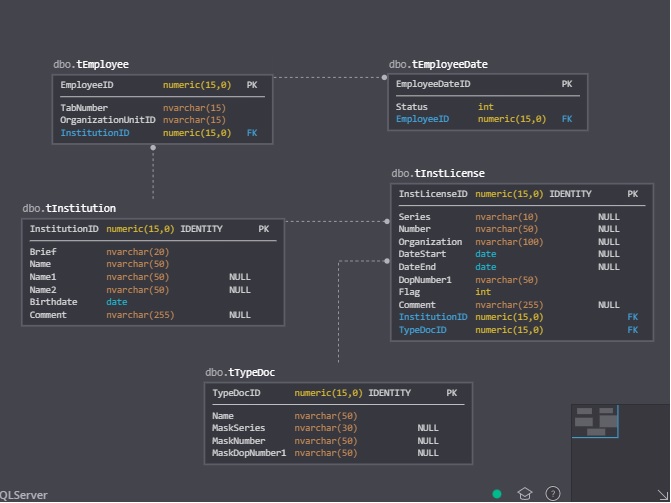 dbo.tEmployee
EmployeeID numeric(15,0) PK
TabNumber nvarchar(15)
OrganizationUnitID nvarchar(15)
InstitutionID numeric(15,0) FK
dbo.tEmployeeDate
EmployeeDateID PK
Status int
EmployeeID numeric(15,0) FK
dbo.tInstitution
InstitutionID numeric(15,0) IDENTITY PK
Brief nvarchar(20)
Name nvarchar(50)
Name1 nvarchar(50) NULL
Name2 nvarchar(50) NULL
Birthdate date
Comment nvarchar(255) NULL
dbo.tInstLicense
InstLicenseID numeric(15,0) IDENTITY PK
Series nvarchar(10) NULL
Number nvarchar(50) NULL
Organization nvarchar(100) NULL
DateStart date NULL
DateEnd date NULL
DopNumber1 nvarchar(50)
Flag int
Comment nvarchar(255) NULL
InstitutionID numeric(15,0) FK
TypeDocID numeric(15,0) FK
dbo.tTypeDoc
TypeDocID numeric(15,0) IDENTITY PK
Name nvarchar(50)
MaskSeries nvarchar(30) NULL
MaskNumber nvarchar(50) NULL
MaskDopNumber1 nvarchar(50) NULL
QLServer
?